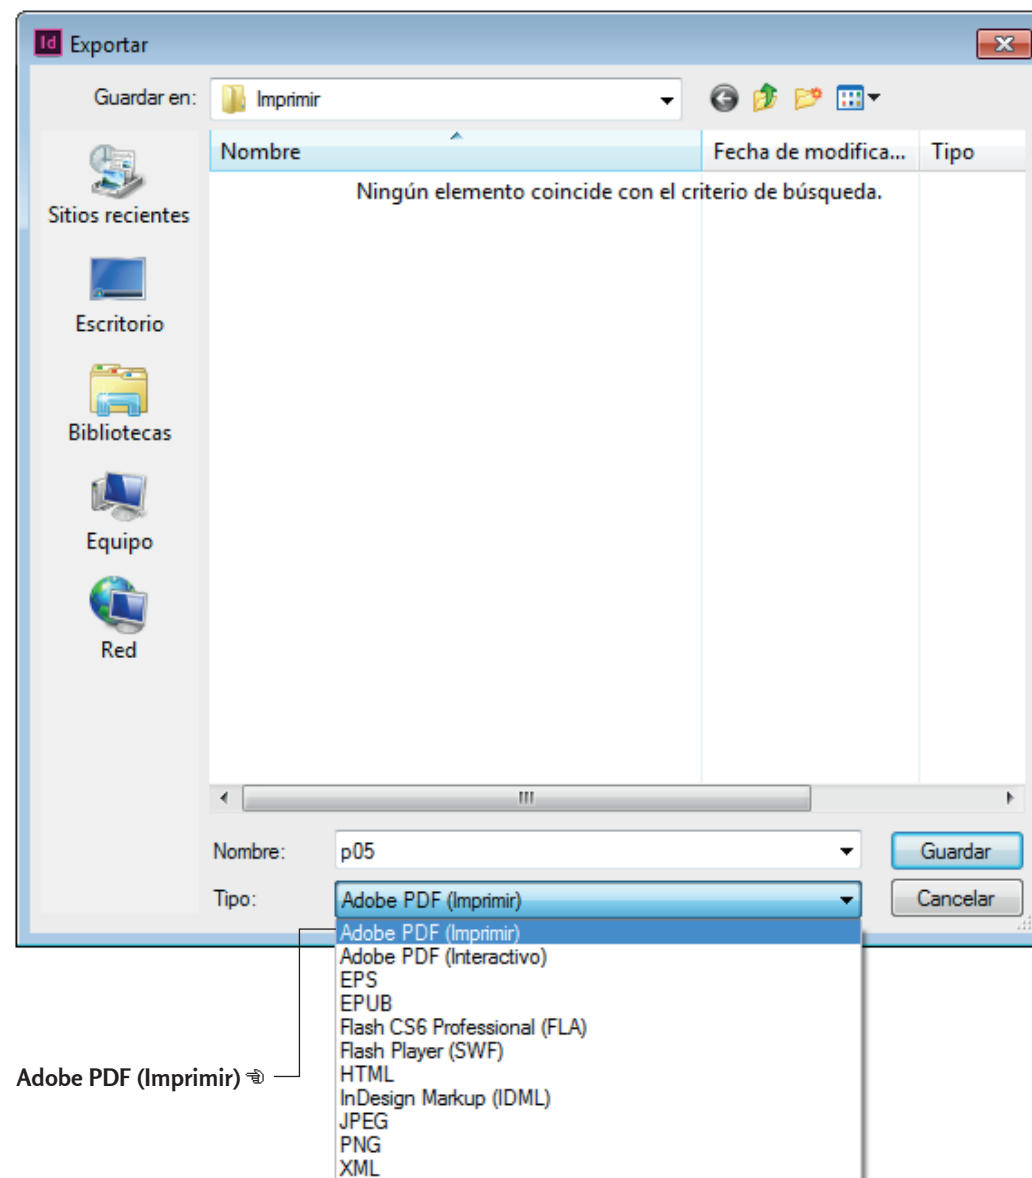 Id Exportar
Guardar en: Imprimir
Nombre Fecha de modifica... Tipo
Ningún elemento coincide con el criterio de búsqueda.
Sitios recientes
Escritorio
Bibliotecas
Equipo
Red
Nombre: p05 Guardar
Tipo: Adobe PDF (Imprimir) Cancelar
Adobe PDF (Imprimir)
Adobe PDF (Interactivo)
EPS
EPUB
Flash CS6 Professional (FLA)
Flash Player (SWF)
HTML
InDesign Markup (IDML)
JPEG
PNG
XML
Adobe PDF (Imprimir)